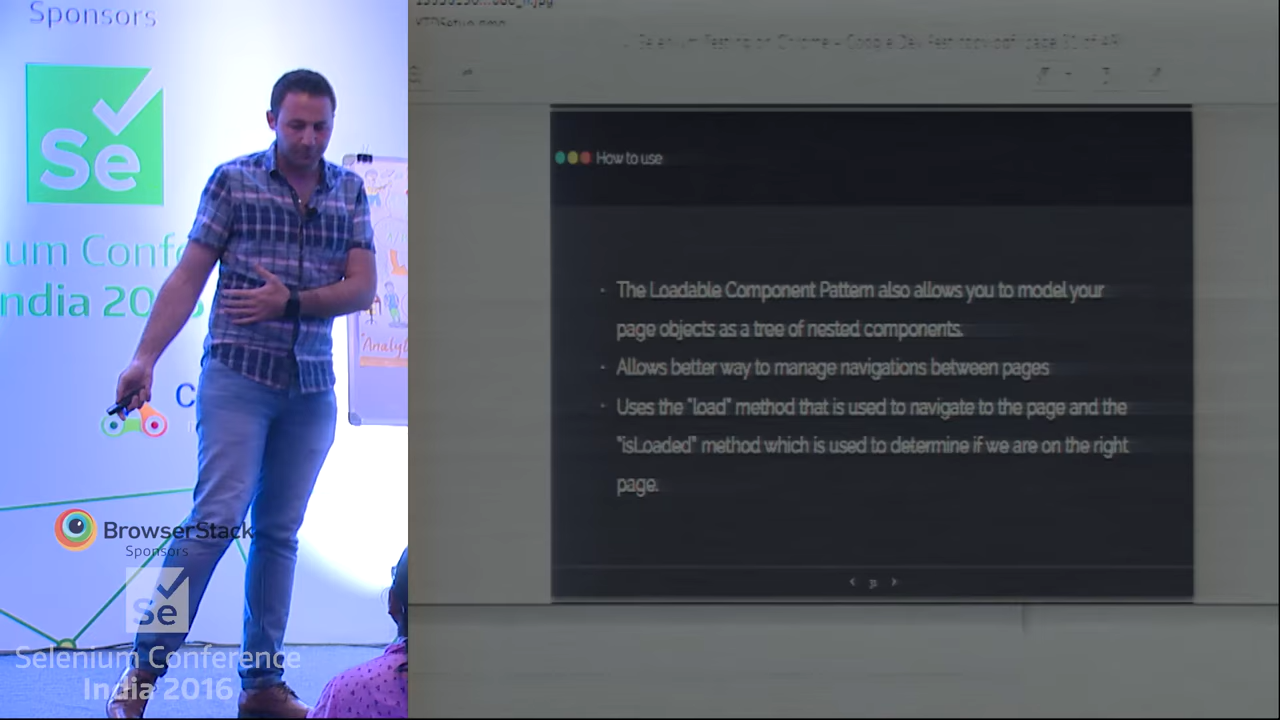 Sponsors
Se
um Conf
ndia 20
C
Analy
BrowserStack
Sponsors
Se
Selenium Conference
India 2016
How to use
• The Loadable Component Pattern also allows you to model your
page objects as a tree of nested components.
• Allows better way to manage navigations between pages
• Uses the "load" method that is used to navigate to the page and the
"isLoaded" method which is used to determine if we are on the right
page.